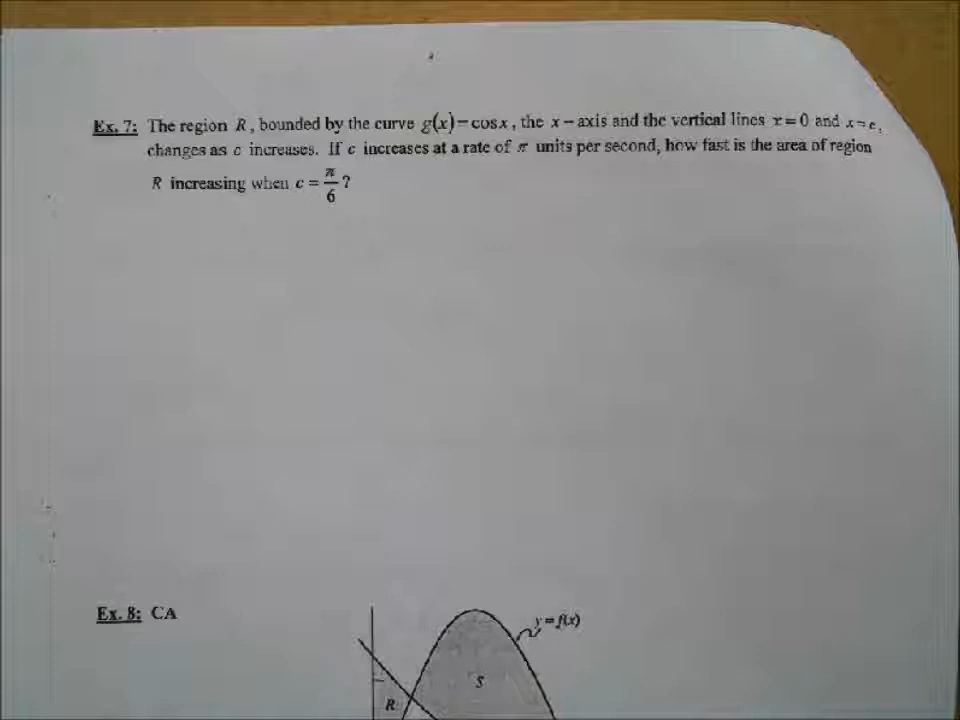 Ex. 7: The region R, bounded by the curve g(x)=cosx, the x-axis and the vertical lines x=0 and x=c,
changes as c increases. If c increases at a rate of π units per second, how fast is the area of region
R increasing when c = π/6 ?
Ex. 8: CA
y=f(x)
S
R